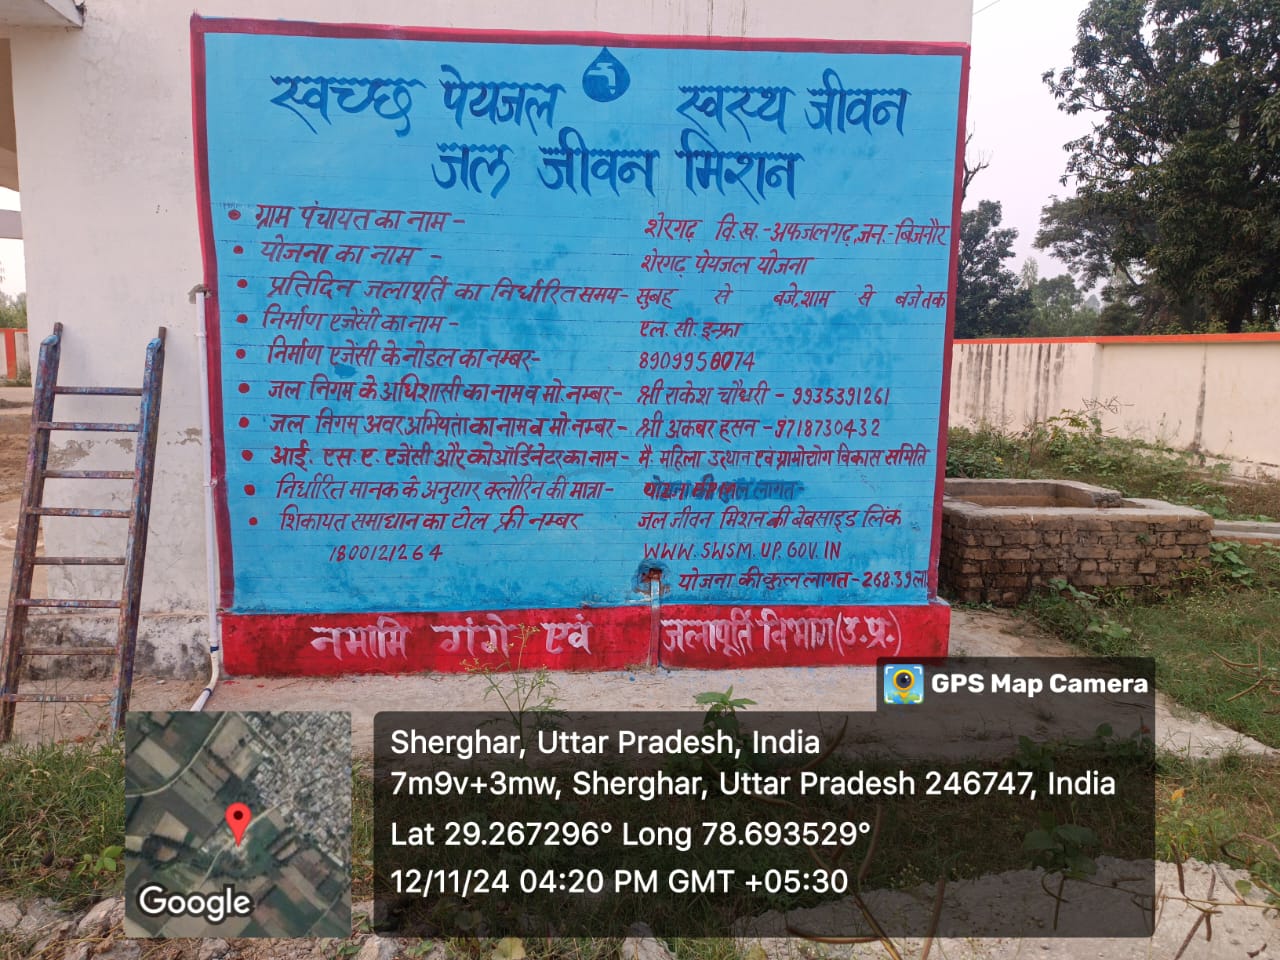 स्वच्छ पेयजल स्वस्थ जीवन
जल जीवन मिशन
• ग्राम पंचायत का नाम - शेरगढ़ वि.ख.-अफजलगढ़,जन.-बिजनौर
• योजना का नाम - शेरगढ़ पेयजल योजना
• प्रतिदिन जलापूर्ति का निर्धारित समय- सुबह से बजे,शाम से बजे तक
• निर्माण एजेंसी का नाम - एल.सी.इन्फ्रा
• निर्माण एजेंसी के नोडल का नम्बर- 8909958074
• जल निगम के अधिशासी का नाम व मो.नम्बर- श्री राकेश चौधरी - 9935391261
• जल निगम अवर अभियंता का नाम व मो.नम्बर- श्री अकबर हसन -9718730432
• आई. एस. ए. एजेंसी और को ऑर्डिनेटर का नाम- मै. महिला उत्थान एवं ग्रामोद्योग विकास समिति
• निर्धारित मानक के अनुसार क्लोरिन की मात्रा- योजना की कुल लागत-
• शिकायत समाधान का टोल फ्री नम्बर जल जीवन मिशन की बेबसाइड लिंक
1800121264 WWW.SWSM.UP.GOV.IN
योजना की कुल लागत-268.39ला
नमामि गंगे एवं जलापूर्ति विभाग(उ.प्र.)
GPS Map Camera
Sherghar, Uttar Pradesh, India
7m9v+3mw, Sherghar, Uttar Pradesh 246747, India
Lat 29.267296° Long 78.693529°
12/11/24 04:20 PM GMT +05:30
Google